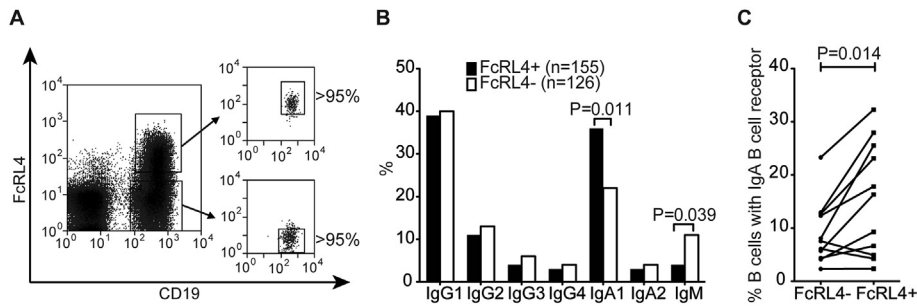 A
FcRL4
CD19
10⁴
10³
10²
10¹
10⁰
10⁰ 10¹ 10² 10³ 10⁴
10⁴
10²
10⁰
10⁰ 10² 10⁴
>95%
10⁴
10²
10⁰
10⁰ 10² 10⁴
>95%
B
FcRL4+ (n=155)
FcRL4- (n=126)
P=0.011
P=0.039
%
50
40
30
20
10
0
IgG1 IgG2 IgG3 IgG4 IgA1 IgA2 IgM
C
P=0.014
% B cells with IgA B cell receptor
40
30
20
10
0
FcRL4- FcRL4+